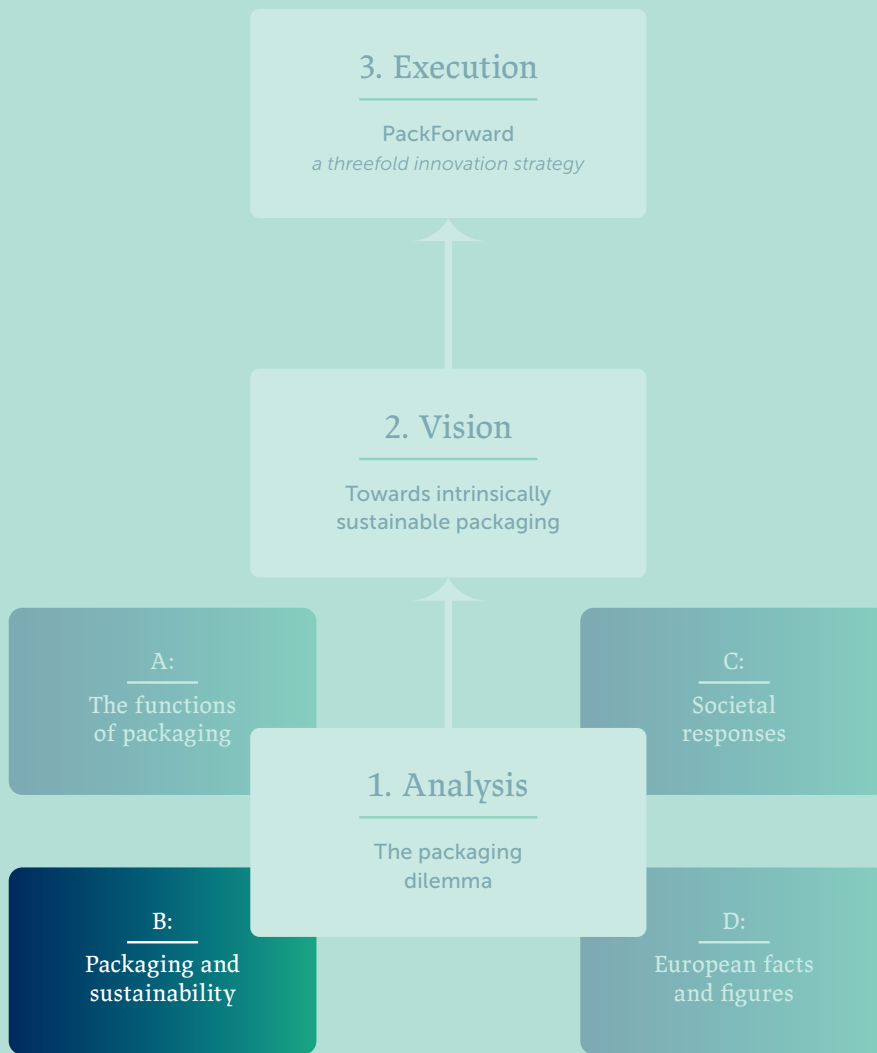 3. Execution
PackForward
a threefold innovation strategy
2. Vision
Towards intrinsically
sustainable packaging
A:
The functions
of packaging
C:
Societal
responses
1. Analysis
The packaging
dilemma
B:
Packaging and
sustainability
D:
European facts
and figures